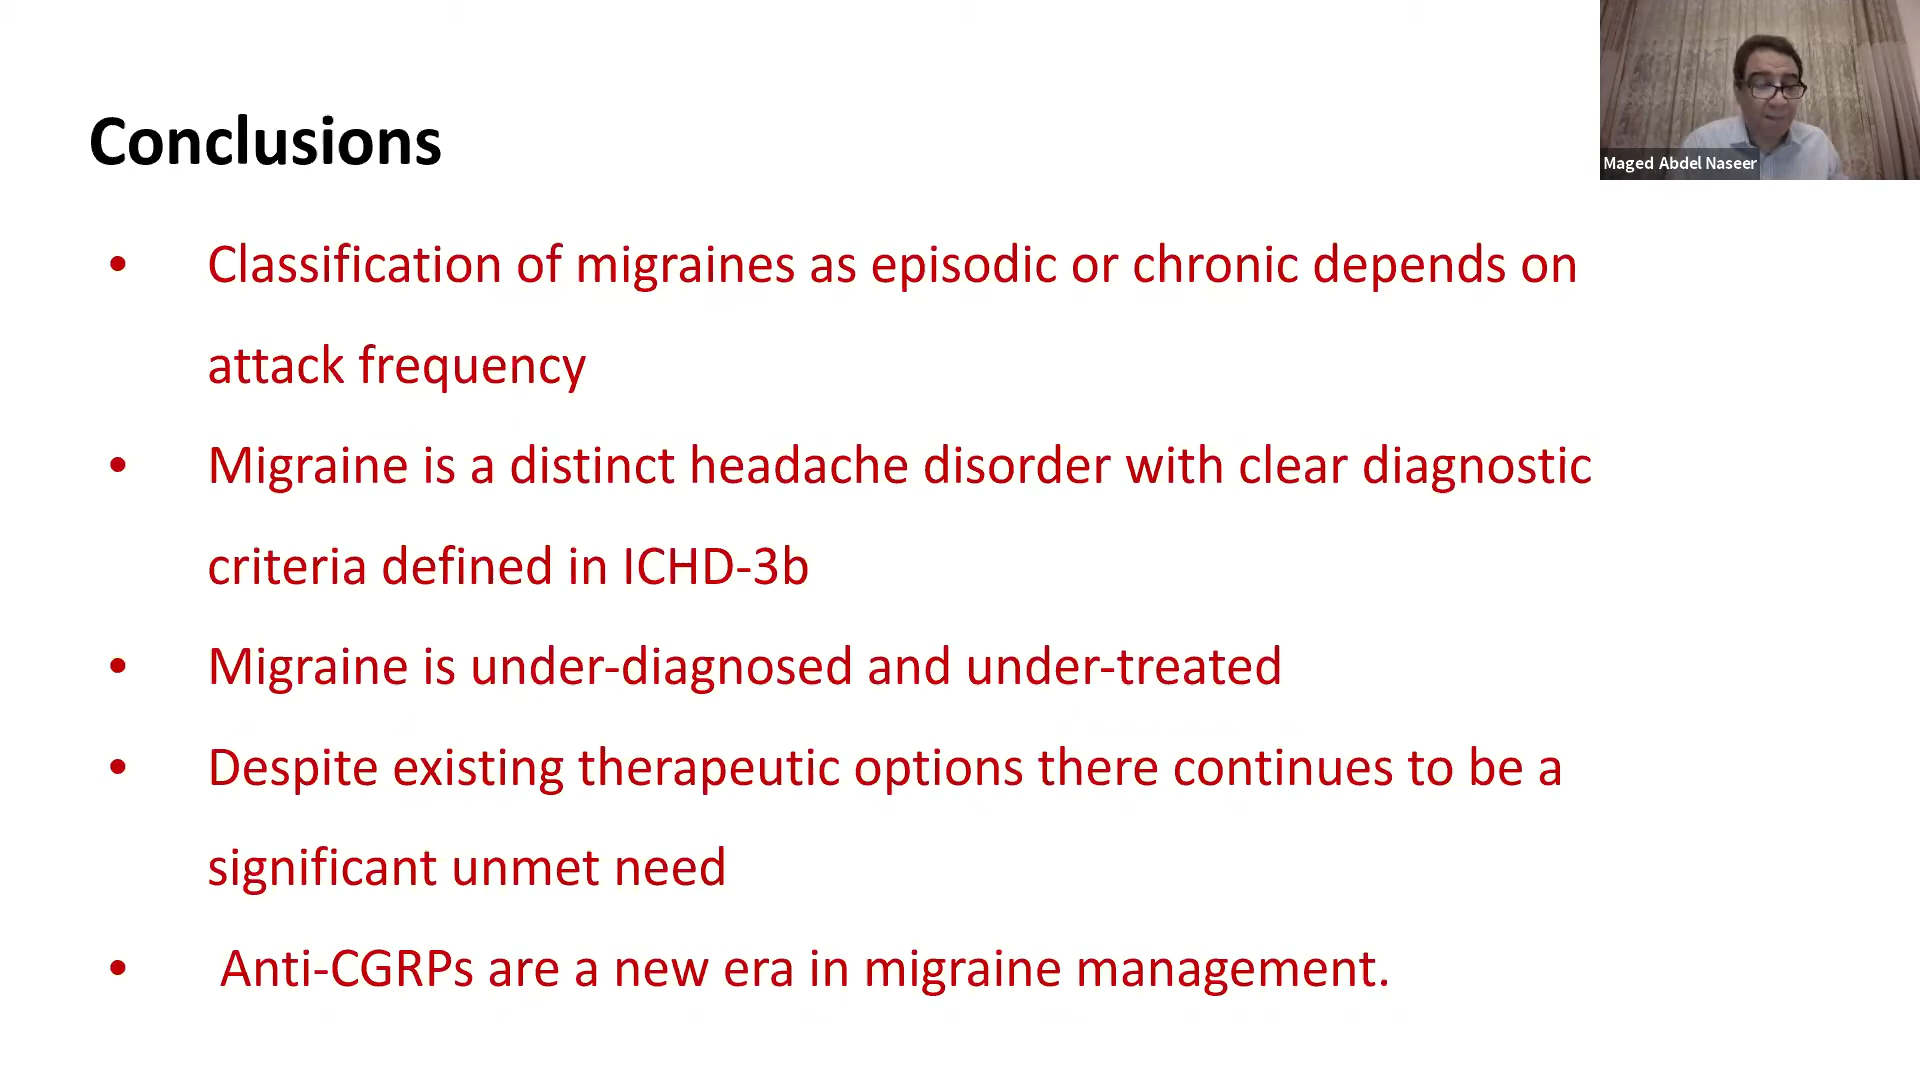 Maged Abdel Naseer
Conclusions
• Classification of migraines as episodic or chronic depends on
attack frequency
• Migraine is a distinct headache disorder with clear diagnostic
criteria defined in ICHD-3b
• Migraine is under-diagnosed and under-treated
• Despite existing therapeutic options there continues to be a
significant unmet need
• Anti-CGRPs are a new era in migraine management.